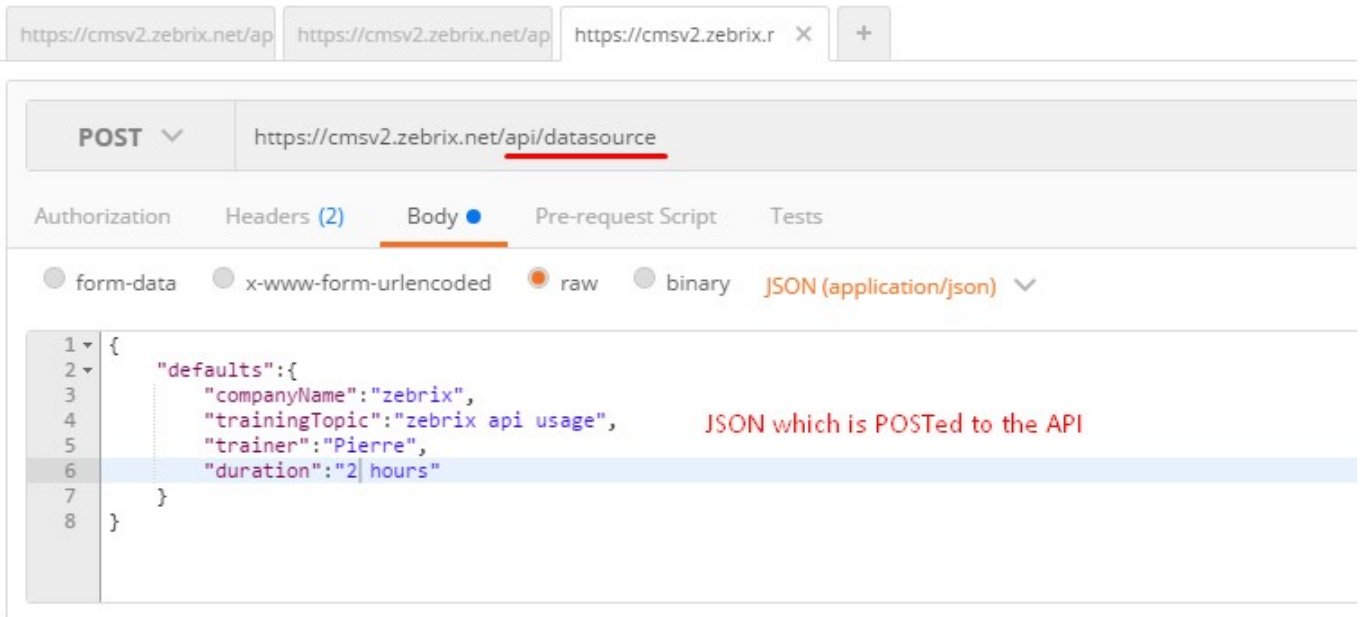 https://cmsv2.zebrix.net/ap https://cmsv2.zebrix.net/ap https://cmsv2.zebrix.r × +
POST https://cmsv2.zebrix.net/api/datasource
Authorization Headers (2) Body Pre-request Script Tests
form-data x-www-form-urlencoded raw binary JSON (application/json)
1 {
2 "defaults":{
3 "companyName":"zebrix",
4 "trainingTopic":"zebrix api usage", JSON which is POSTed to the API
5 "trainer":"Pierre",
6 "duration":"2 hours"
7 }
8 }